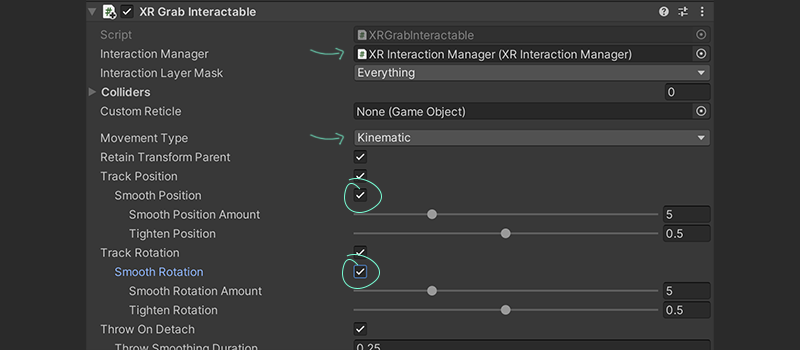 XR Grab Interactable
Script XRGrabInteractable
Interaction Manager XR Interaction Manager (XR Interaction Manager)
Interaction Layer Mask Everything
Colliders 0
Custom Reticle None (Game Object)
Movement Type Kinematic
Retain Transform Parent
Track Position
Smooth Position
Smooth Position Amount 5
Tighten Position 0.5
Track Rotation
Smooth Rotation
Smooth Rotation Amount 5
Tighten Rotation 0.5
Throw On Detach
Throw Smoothing Duration 0.25